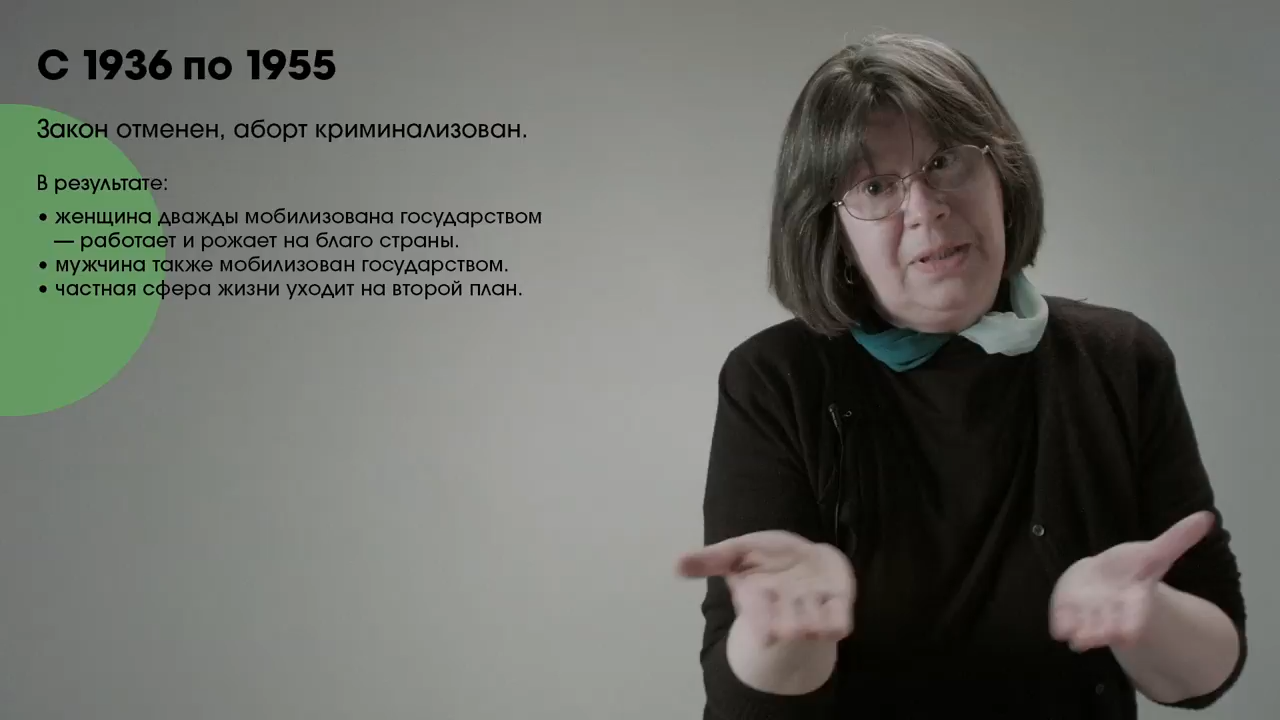 С 1936 по 1955
Закон отменен, аборт криминализован.
В результате:
• женщина дважды мобилизована государством
— работает и рожает на благо страны.
• мужчина также мобилизован государством.
• частная сфера жизни уходит на второй план.